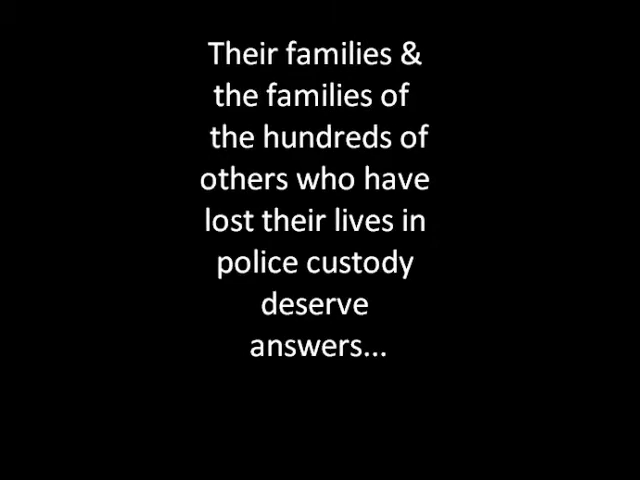 Their families &
the families of
the hundreds of
others who have
lost their lives in
police custody
deserve
answers...